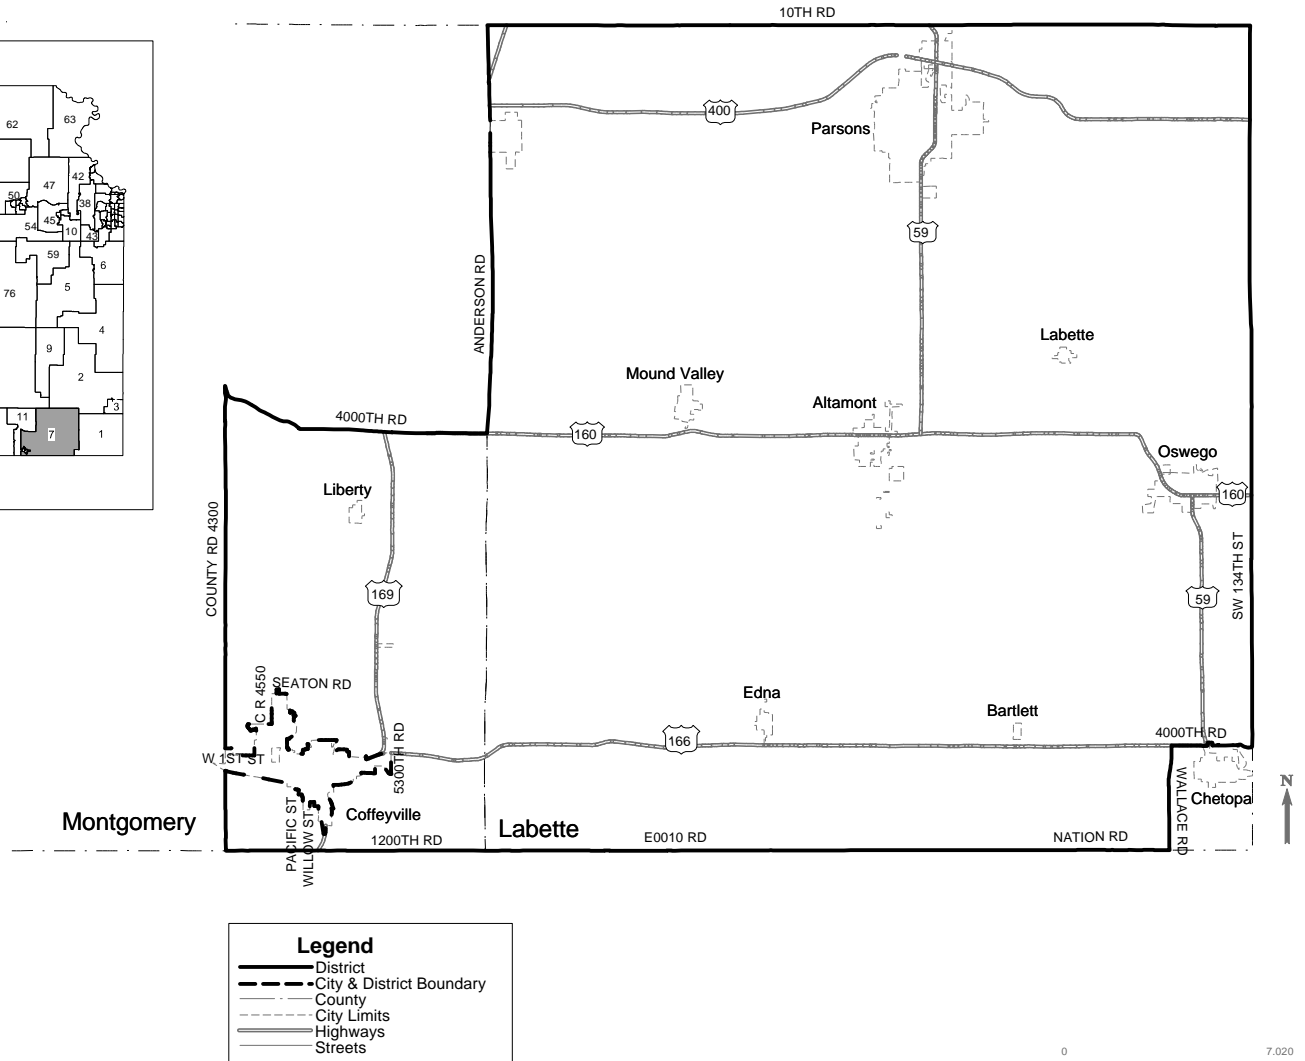 10TH RD
62
63
400
Parsons
42
47
50
38
45
54
10
43
59
59
6
ANDERSON RD
5
76
4
Labette
9
Mound Valley
2
Altamont
3
11
4000TH RD
7
1
160
Oswego
Liberty
160
COUNTY RD 4300
SW 134TH ST
169
59
C R 4550
SEATON RD
Edna
Bartlett
5300TH RD
166
4000TH RD
W 1ST ST
WALLACE RD
N
Chetopa
PACIFIC ST
WILLOW ST
Coffeyville
Montgomery
Labette
1200TH RD
E0010 RD
NATION RD
Legend
District
City & District Boundary
County
City Limits
Highways
Streets
0 7.020